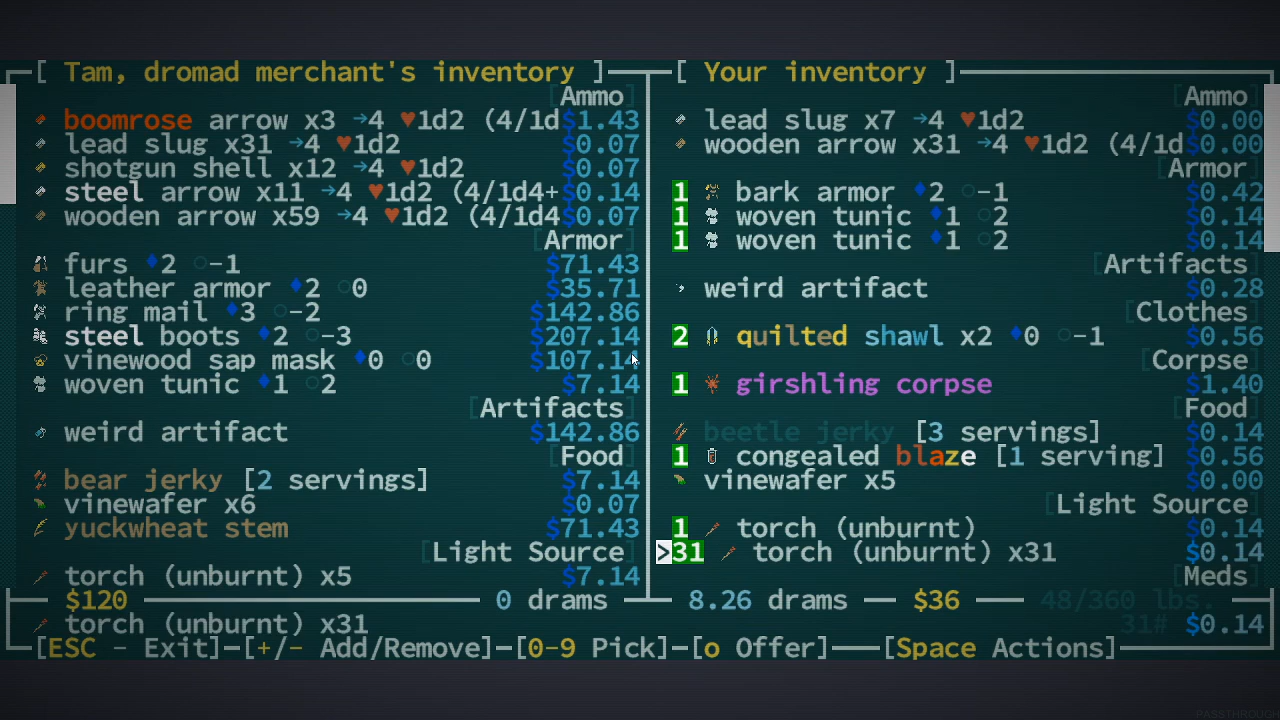 [ Tam, dromad merchant's inventory ]
[Ammo]
boomrose arrow x3 →4 ♥1d2 (4/1d $1.43
lead slug x31 →4 ♥1d2 $0.07
shotgun shell x12 →4 ♥1d2 $0.07
steel arrow x11 →4 ♥1d2 (4/1d4+ $0.14
wooden arrow x59 →4 ♥1d2 (4/1d4 $0.07
[Armor]
furs ♦2 ○-1 $71.43
leather armor ♦2 ○0 $35.71
ring mail ♦3 ○-2 $142.86
steel boots ♦2 ○-3 $207.14
vinewood sap mask ♦0 ○0 $107.14
woven tunic ♦1 ○2 $7.14
[Artifacts]
weird artifact $142.86
[Food]
bear jerky [2 servings] $7.14
vinewafer x6 $0.07
yuckwheat stem $71.43
[Light Source]
torch (unburnt) x5 $7.14
[ Your inventory ]
[Ammo]
lead slug x7 →4 ♥1d2 $0.00
wooden arrow x31 →4 ♥1d2 (4/1d $0.00
[Armor]
1 bark armor ♦2 ○-1 $0.42
1 woven tunic ♦1 ○2 $0.14
1 woven tunic ♦1 ○2 $0.14
[Artifacts]
weird artifact $0.28
[Clothes]
2 quilted shawl x2 ♦0 ○-1 $0.56
[Corpse]
1 girshling corpse $1.40
[Food]
beetle jerky [3 servings] $0.14
1 congealed blaze [1 serving] $0.56
vinewafer x5 $0.00
[Light Source]
1 torch (unburnt) $0.14
>31 torch (unburnt) x31 $0.14
[Meds]
$120 0 drams 8.26 drams $36 48/360 lbs.
torch (unburnt) x31 31# $0.14
[ESC - Exit]-[+/- Add/Remove]-[0-9 Pick]-[o Offer] [Space Actions]
PASSTHROUGH